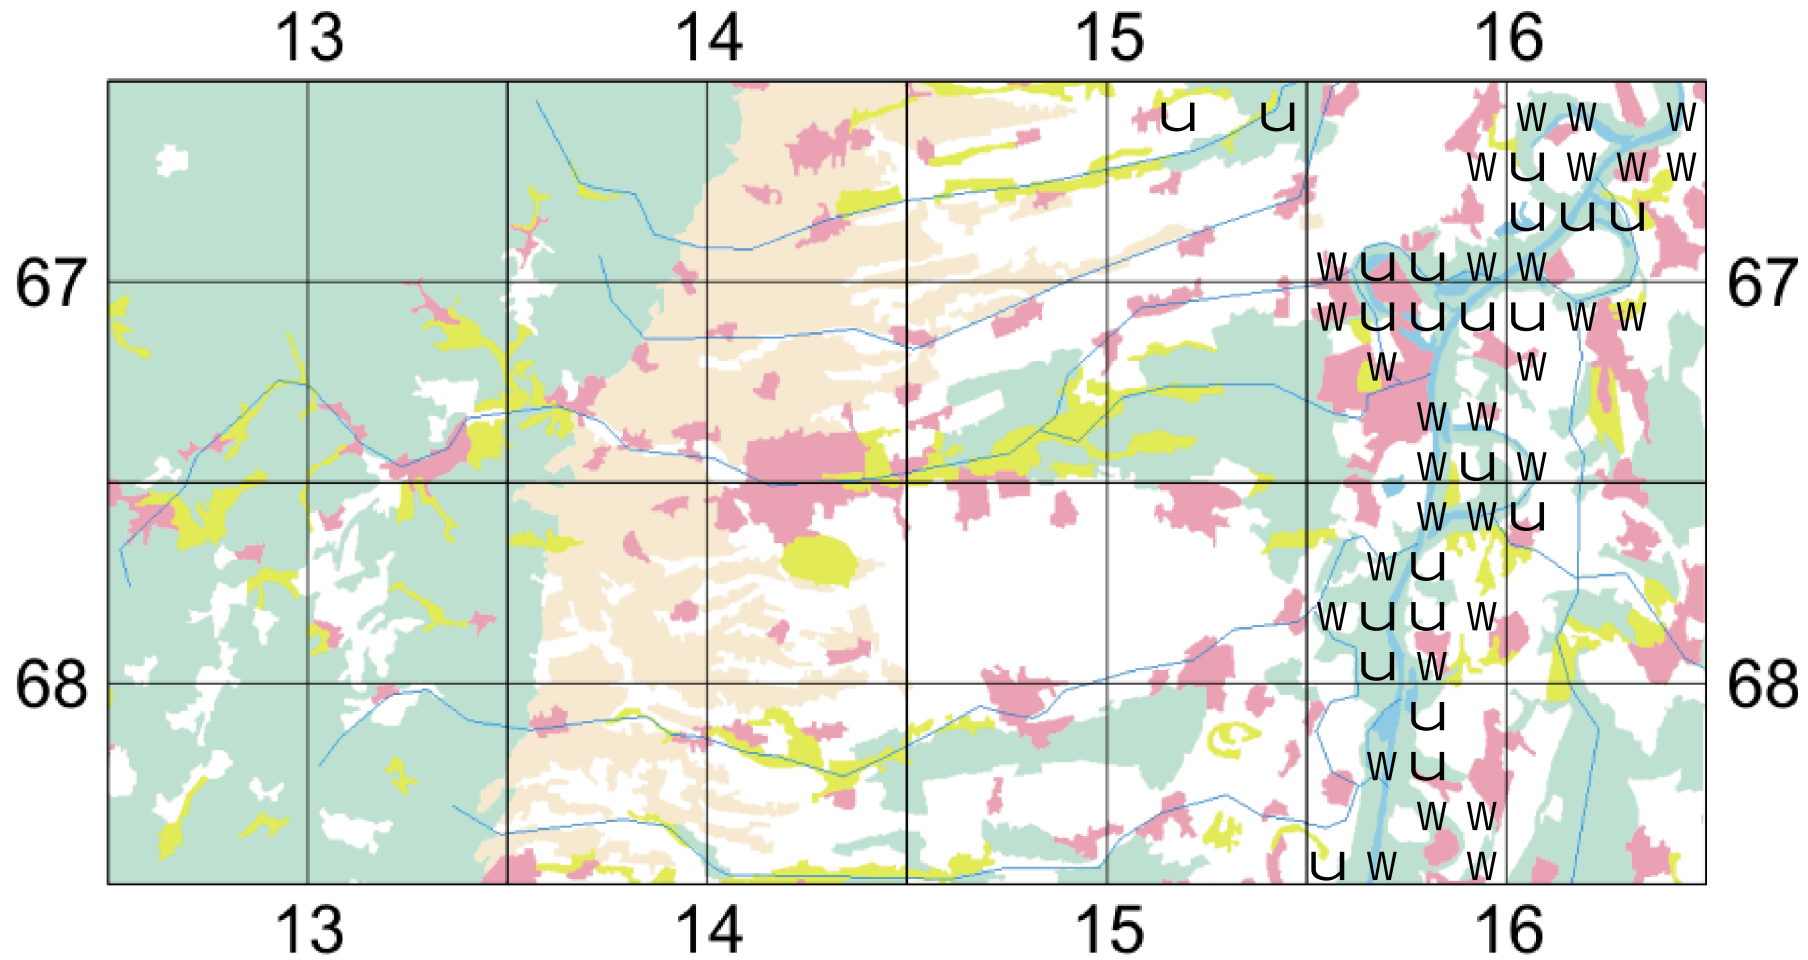 13 14 15 16
u u w w w
w u w w w
u u u
67 w u u w w 67
w u u u u w w
w w
w w
w u w
w w u
w u
w u u w
u w
68 68
u
w u
w w
u w w
13 14 15 16